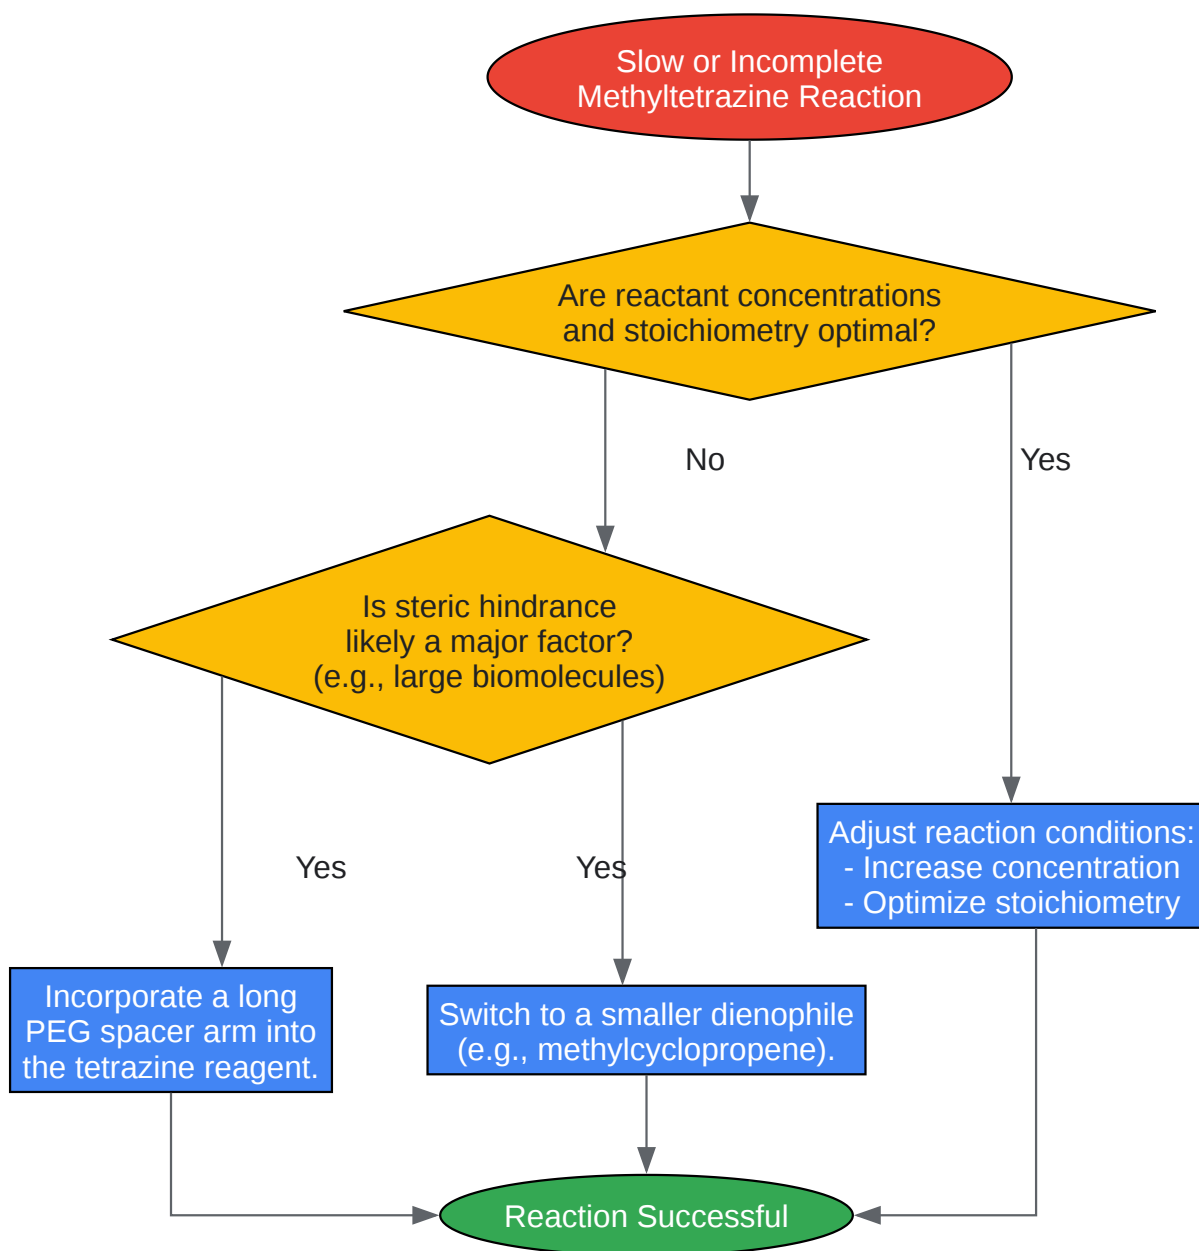 Slow or Incomplete
Methyltetrazine Reaction
Are reactant concentrations
and stoichiometry optimal?
No
Yes
Is steric hindrance
likely a major factor?
(e.g., large biomolecules)
Yes
Yes
Adjust reaction conditions:
- Increase concentration
- Optimize stoichiometry
Incorporate a long
PEG spacer arm into
the tetrazine reagent.
Switch to a smaller dienophile
(e.g., methylcyclopropene).
Reaction Successful